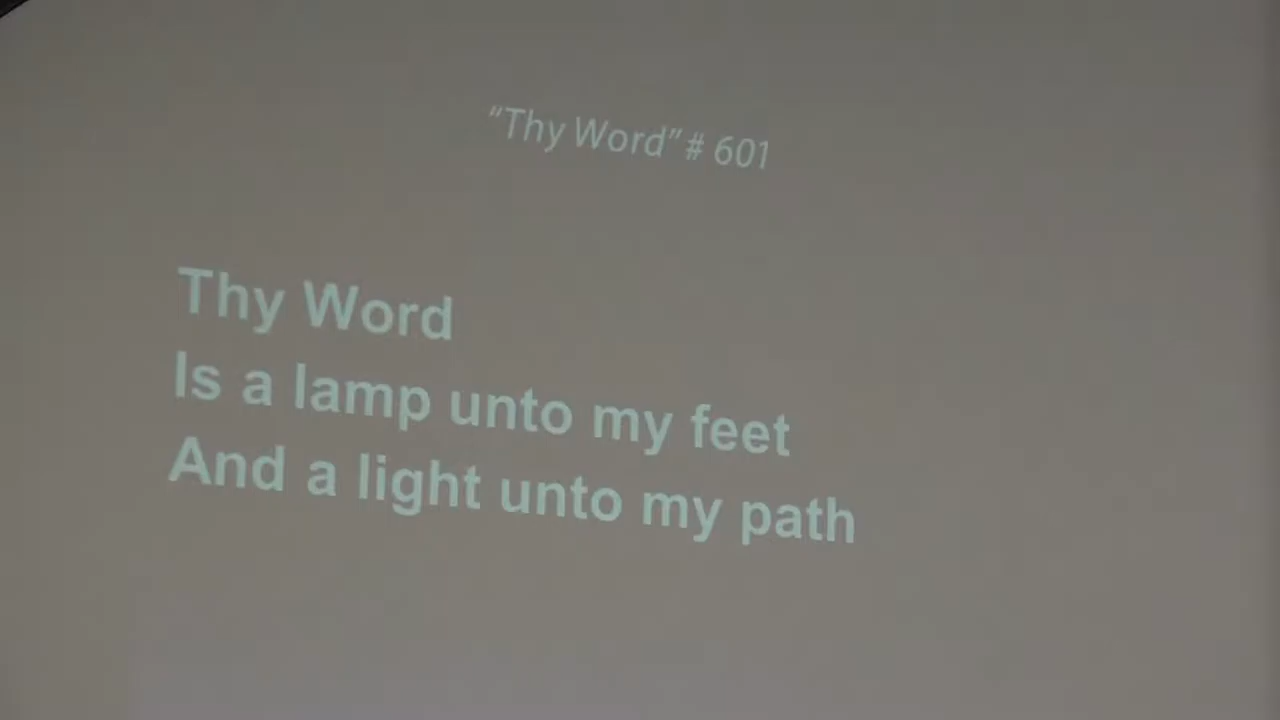 “Thy Word” # 601
Thy Word
Is a lamp unto my feet
And a light unto my path